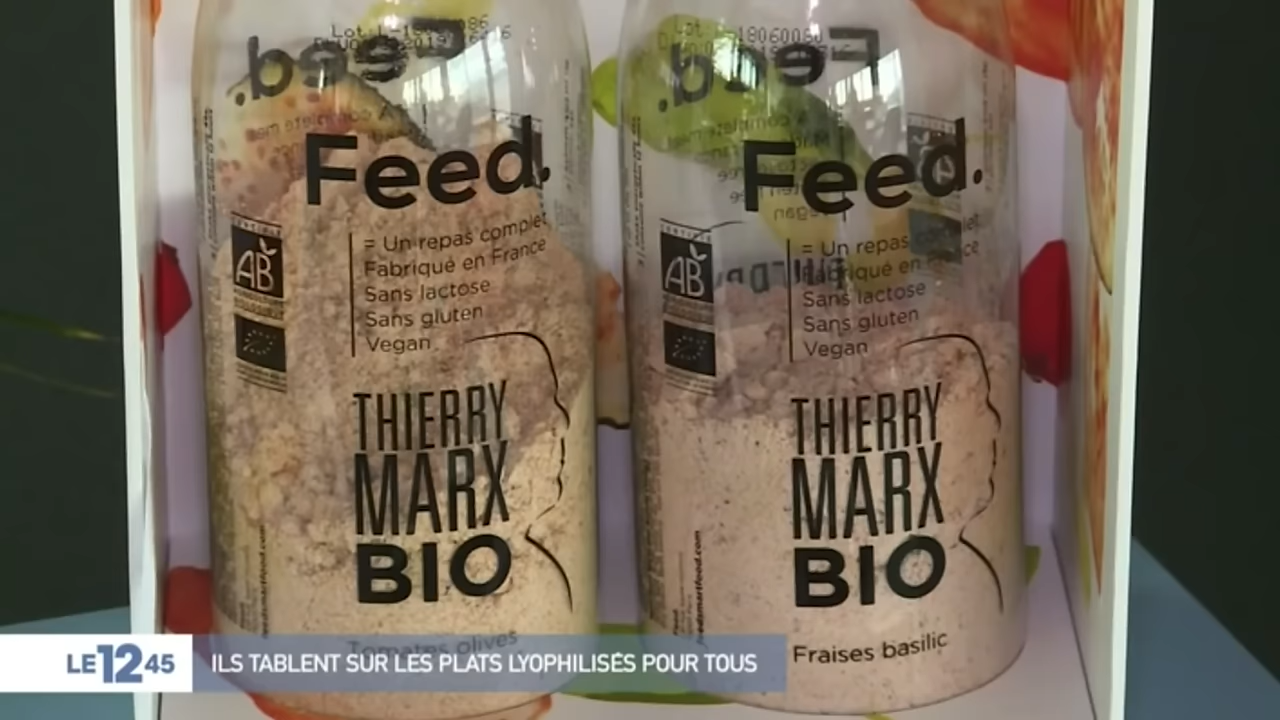 Feed.
= Un repas complet
Fabriqué en France
Sans lactose
Sans gluten
Vegan
AB
THIERRY
MARX
BIO
Tomates olives
Feed.
= Un repas
Fabriqué en France
Sans lactose
Sans gluten
Vegan
AB
THIERRY
MARX
BIO
Fraises basilic
LE 12 45
ILS TABLENT SUR LES PLATS LYOPHILISÉS POUR TOUS